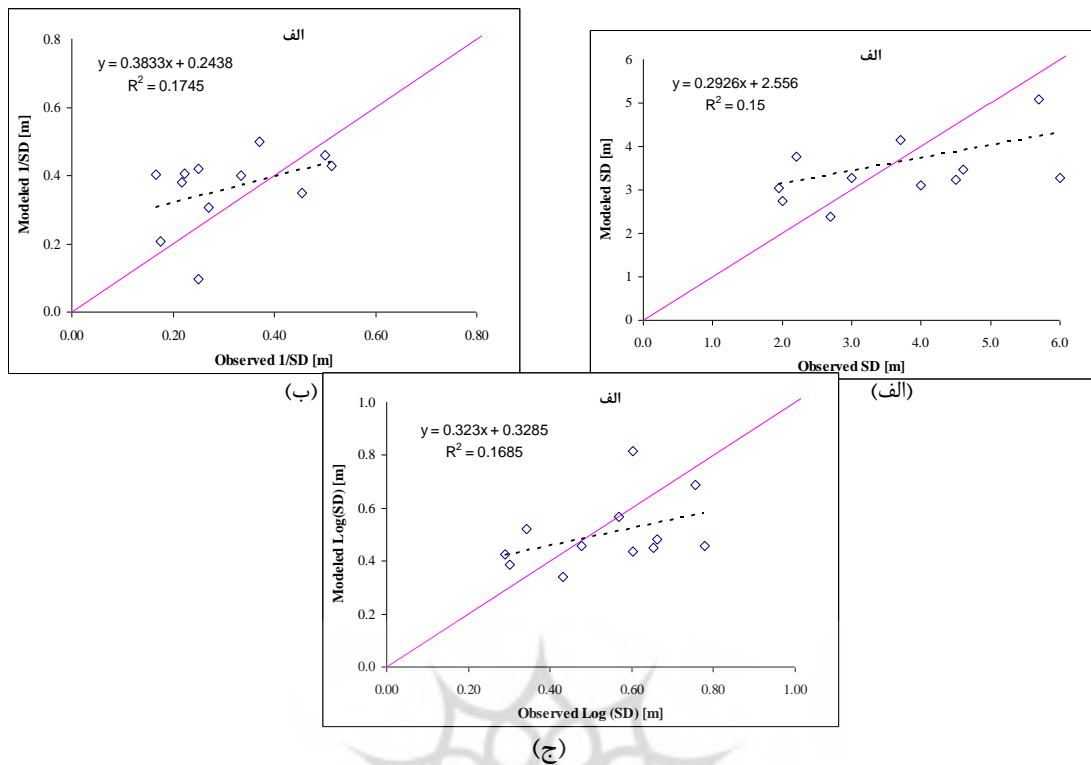 الف
y = 0.2926x + 2.556
R² = 0.15
Modeled SD [m]
6
5
4
3
2
1
0
0.0 1.0 2.0 3.0 4.0 5.0 6.0
Observed SD [m]
(الف)
الف
y = 0.3833x + 0.2438
R² = 0.1745
Modeled 1/SD [m]
0.8
0.6
0.4
0.2
0.0
0.00 0.20 0.40 0.60 0.80
Observed 1/SD [m]
(ب)
الف
y = 0.323x + 0.3285
R² = 0.1685
Modeled Log(SD) [m]
1.0
0.8
0.6
0.4
0.2
0.0
0.00 0.20 0.40 0.60 0.80 1.00
Observed Log (SD) [m]
(ج)